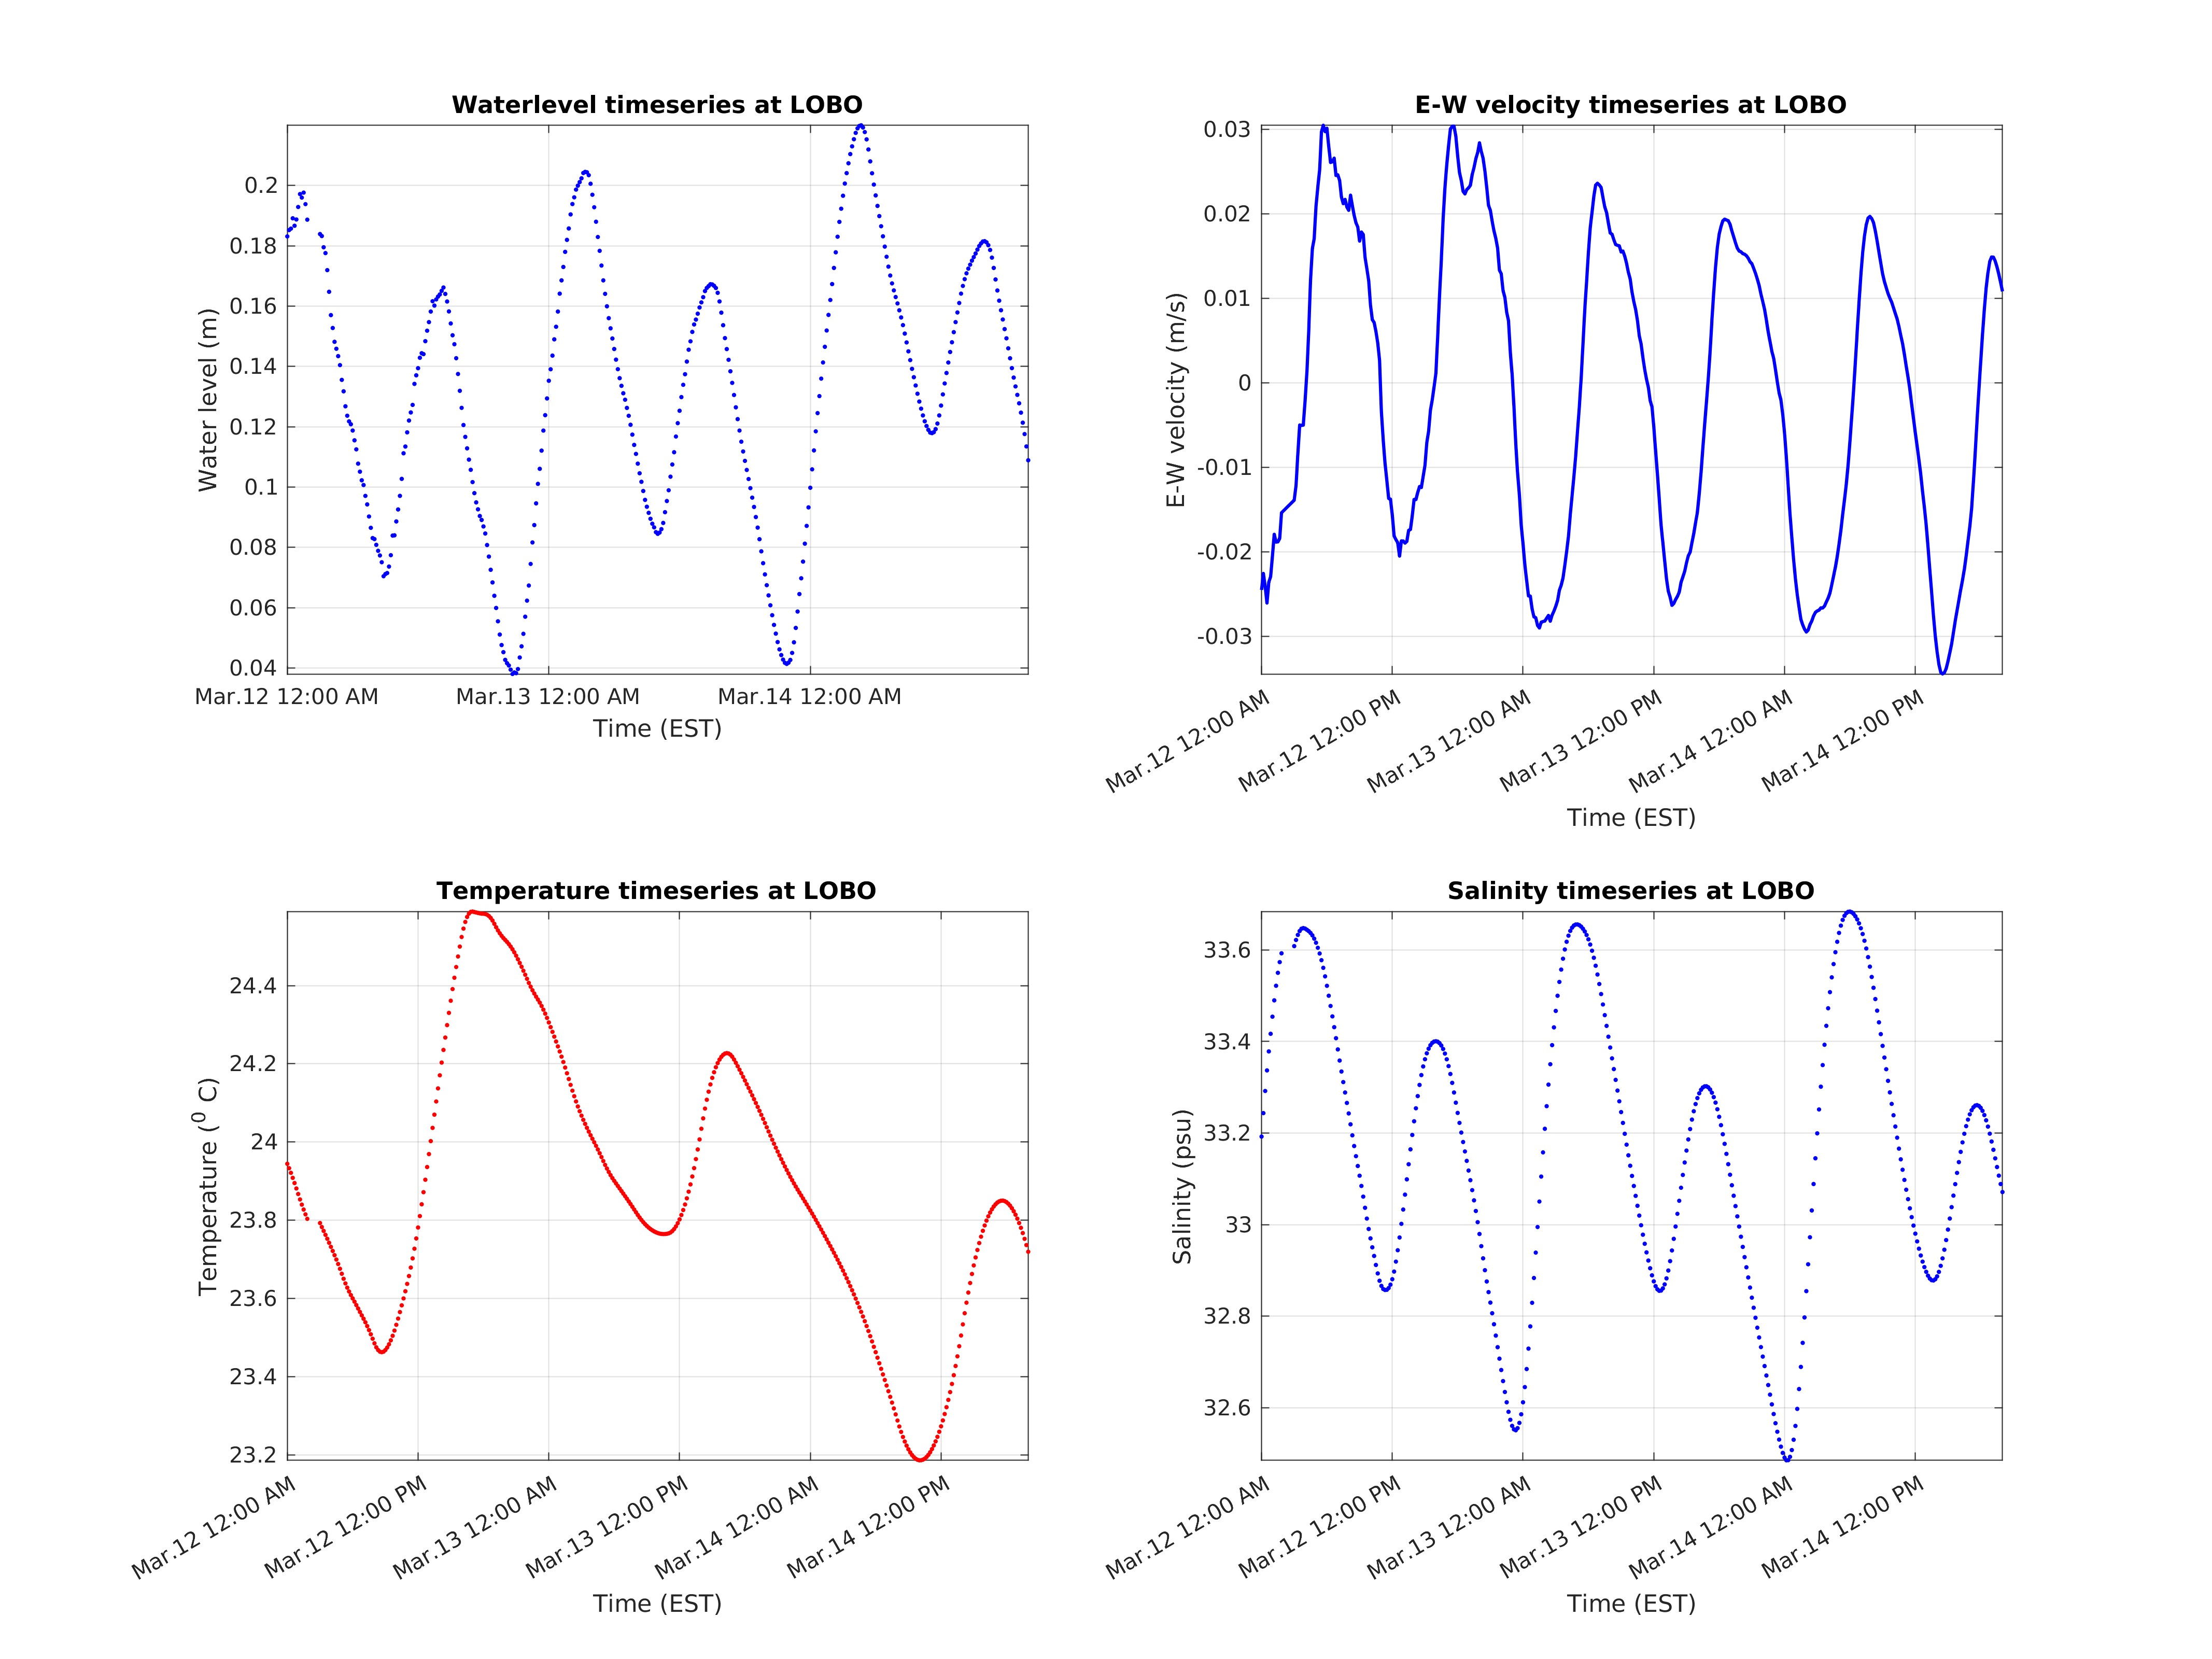 Waterlevel timeseries at LOBO
Water level (m)
0.2
0.18
0.16
0.14
0.12
0.1
0.08
0.06
0.04
Mar.12 12:00 AM
Mar.13 12:00 AM
Mar.14 12:00 AM
Time (EST)
E-W velocity timeseries at LOBO
E-W velocity (m/s)
0.03
0.02
0.01
0
-0.01
-0.02
-0.03
Mar.12 12:00 AM
Mar.12 12:00 PM
Mar.13 12:00 AM
Mar.13 12:00 PM
Mar.14 12:00 AM
Mar.14 12:00 PM
Time (EST)
Temperature timeseries at LOBO
Temperature (⁰ C)
24.4
24.2
24
23.8
23.6
23.4
23.2
Mar.12 12:00 AM
Mar.12 12:00 PM
Mar.13 12:00 AM
Mar.13 12:00 PM
Mar.14 12:00 AM
Mar.14 12:00 PM
Time (EST)
Salinity timeseries at LOBO
Salinity (psu)
33.6
33.4
33.2
33
32.8
32.6
Mar.12 12:00 AM
Mar.12 12:00 PM
Mar.13 12:00 AM
Mar.13 12:00 PM
Mar.14 12:00 AM
Mar.14 12:00 PM
Time (EST)